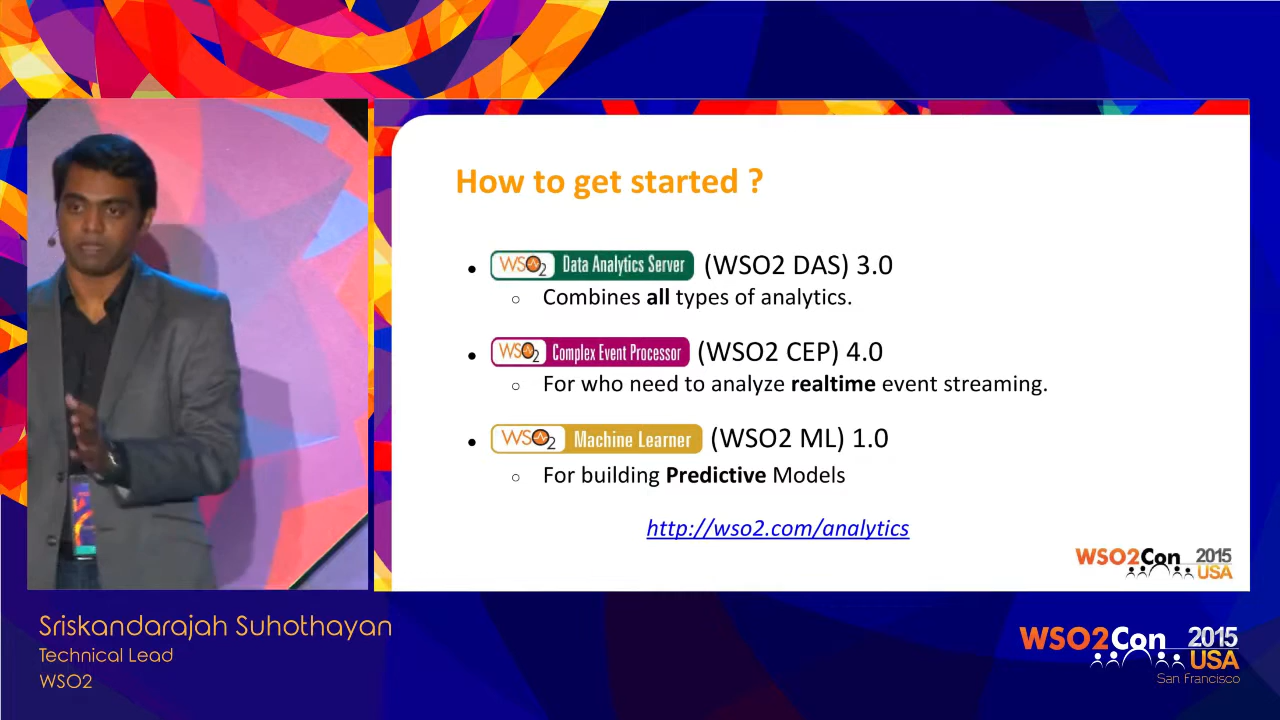 How to get started ?
• WSO2 Data Analytics Server (WSO2 DAS) 3.0
○ Combines all types of analytics.
• WSO2 Complex Event Processor (WSO2 CEP) 4.0
○ For who need to analyze realtime event streaming.
• WSO2 Machine Learner (WSO2 ML) 1.0
○ For building Predictive Models
http://wso2.com/analytics
WSO2Con 2015
USA
Sriskandarajah Suhothayan
Technical Lead
WSO2
WSO2Con 2015
USA
San Francisco